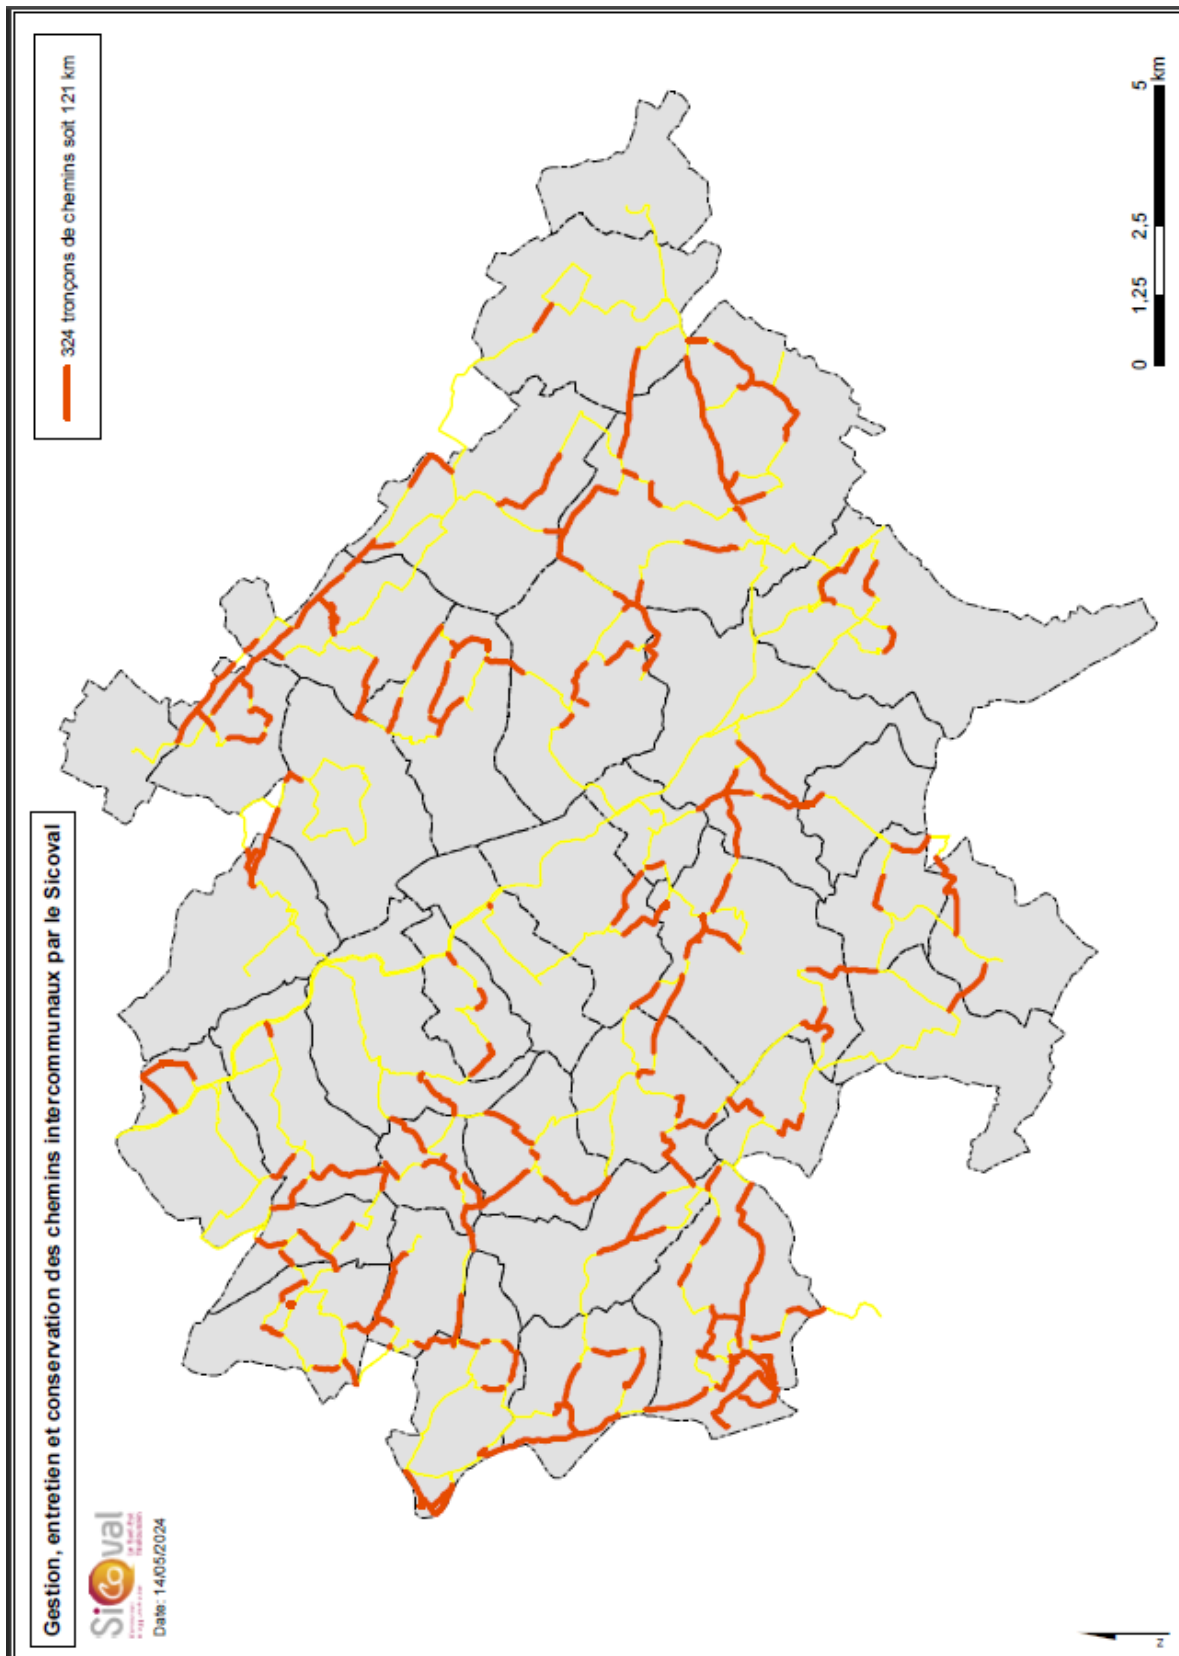 Gestion, entretien et conservation des chemins intercommunaux par le Sicoval
324 tronçons de chemins soit 121 km
Sicoval
Date: 14/05/2024
0 1,25 2,5 5
km
N